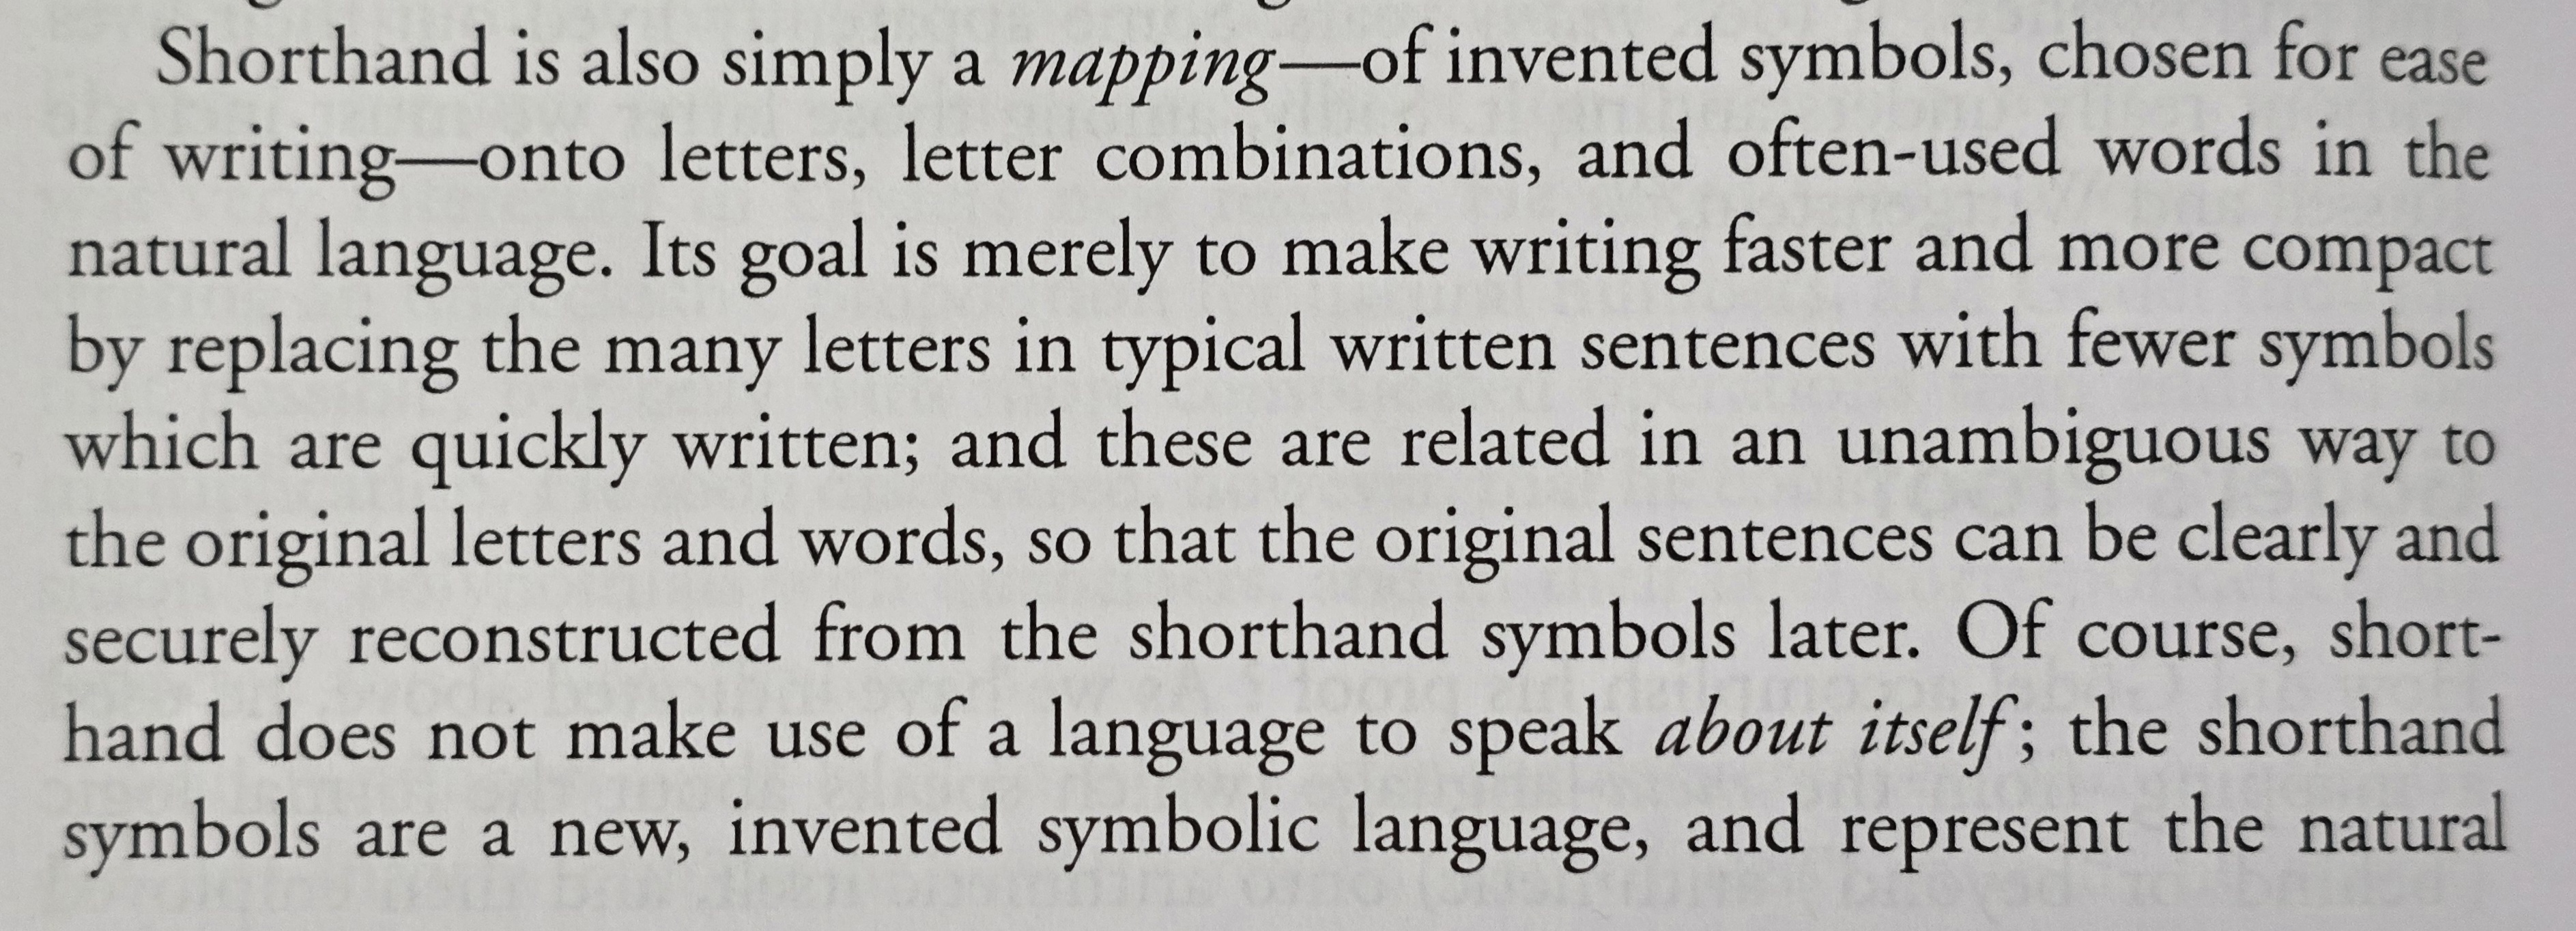 Shorthand is also simply a mapping—of invented symbols, chosen for ease
of writing—onto letters, letter combinations, and often-used words in the
natural language. Its goal is merely to make writing faster and more compact
by replacing the many letters in typical written sentences with fewer symbols
which are quickly written; and these are related in an unambiguous way to
the original letters and words, so that the original sentences can be clearly and
securely reconstructed from the shorthand symbols later. Of course, short-
hand does not make use of a language to speak about itself; the shorthand
symbols are a new, invented symbolic language, and represent the natural